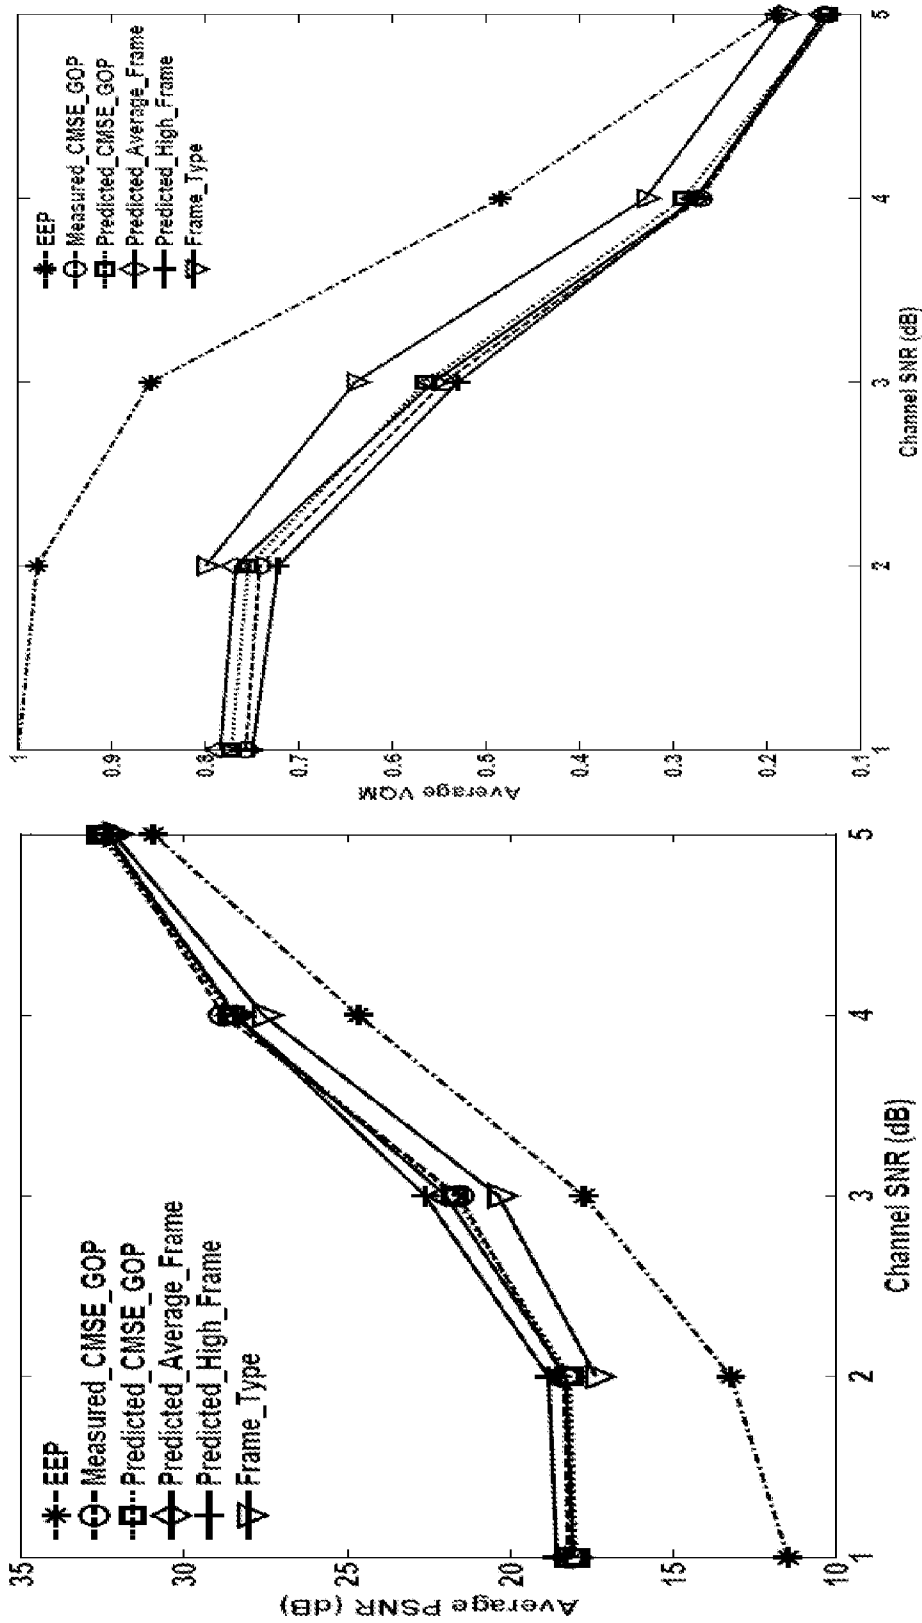 1
0.9
0.8
0.7
0.6
0.5
0.4
0.3
0.2
0.1
Average VQM
1
2
3
4
5
Channel SNR (dB)
EEP
Measured_CMSE_GOP
Predicted_CMSE_GOP
Predicted_Average_Frame
Predicted_High_Frame
Frame_Type
35
30
25
20
15
10
Average PSNR (dB)
1
2
3
4
5
Channel SNR (dB)
EEP
Measured_CMSE_GOP
Predicted_CMSE_GOP
Predicted_Average_Frame
Predicted_High_Frame
Frame_Type